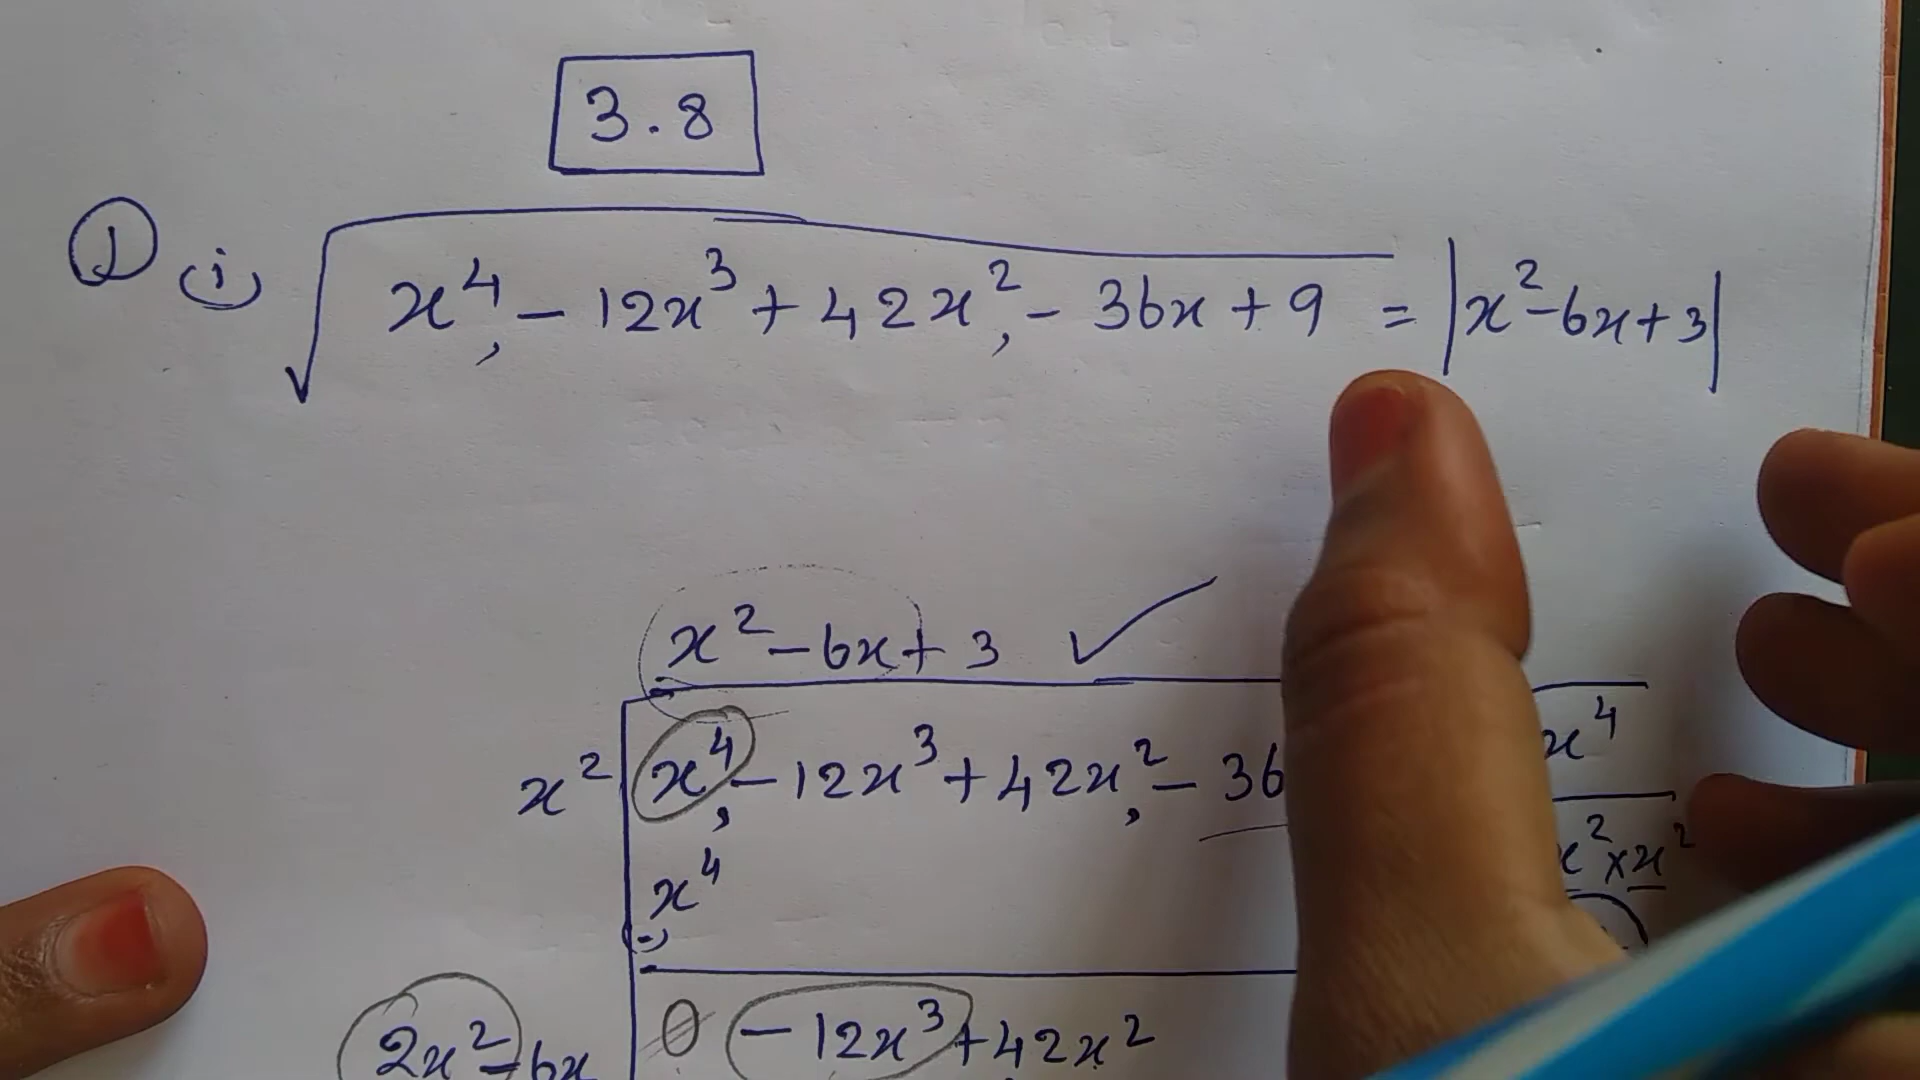 3.8
1 (i) √x⁴, − 12x³ + 42x², − 36x + 9 = |x² − 6x + 3|
x² − 6x + 3 ✓
x² x⁴, − 12x³ + 42x², − 36 x⁴
x⁴ x² × x²
(−)
2x² − 6x 0 − 12x³ + 42x²